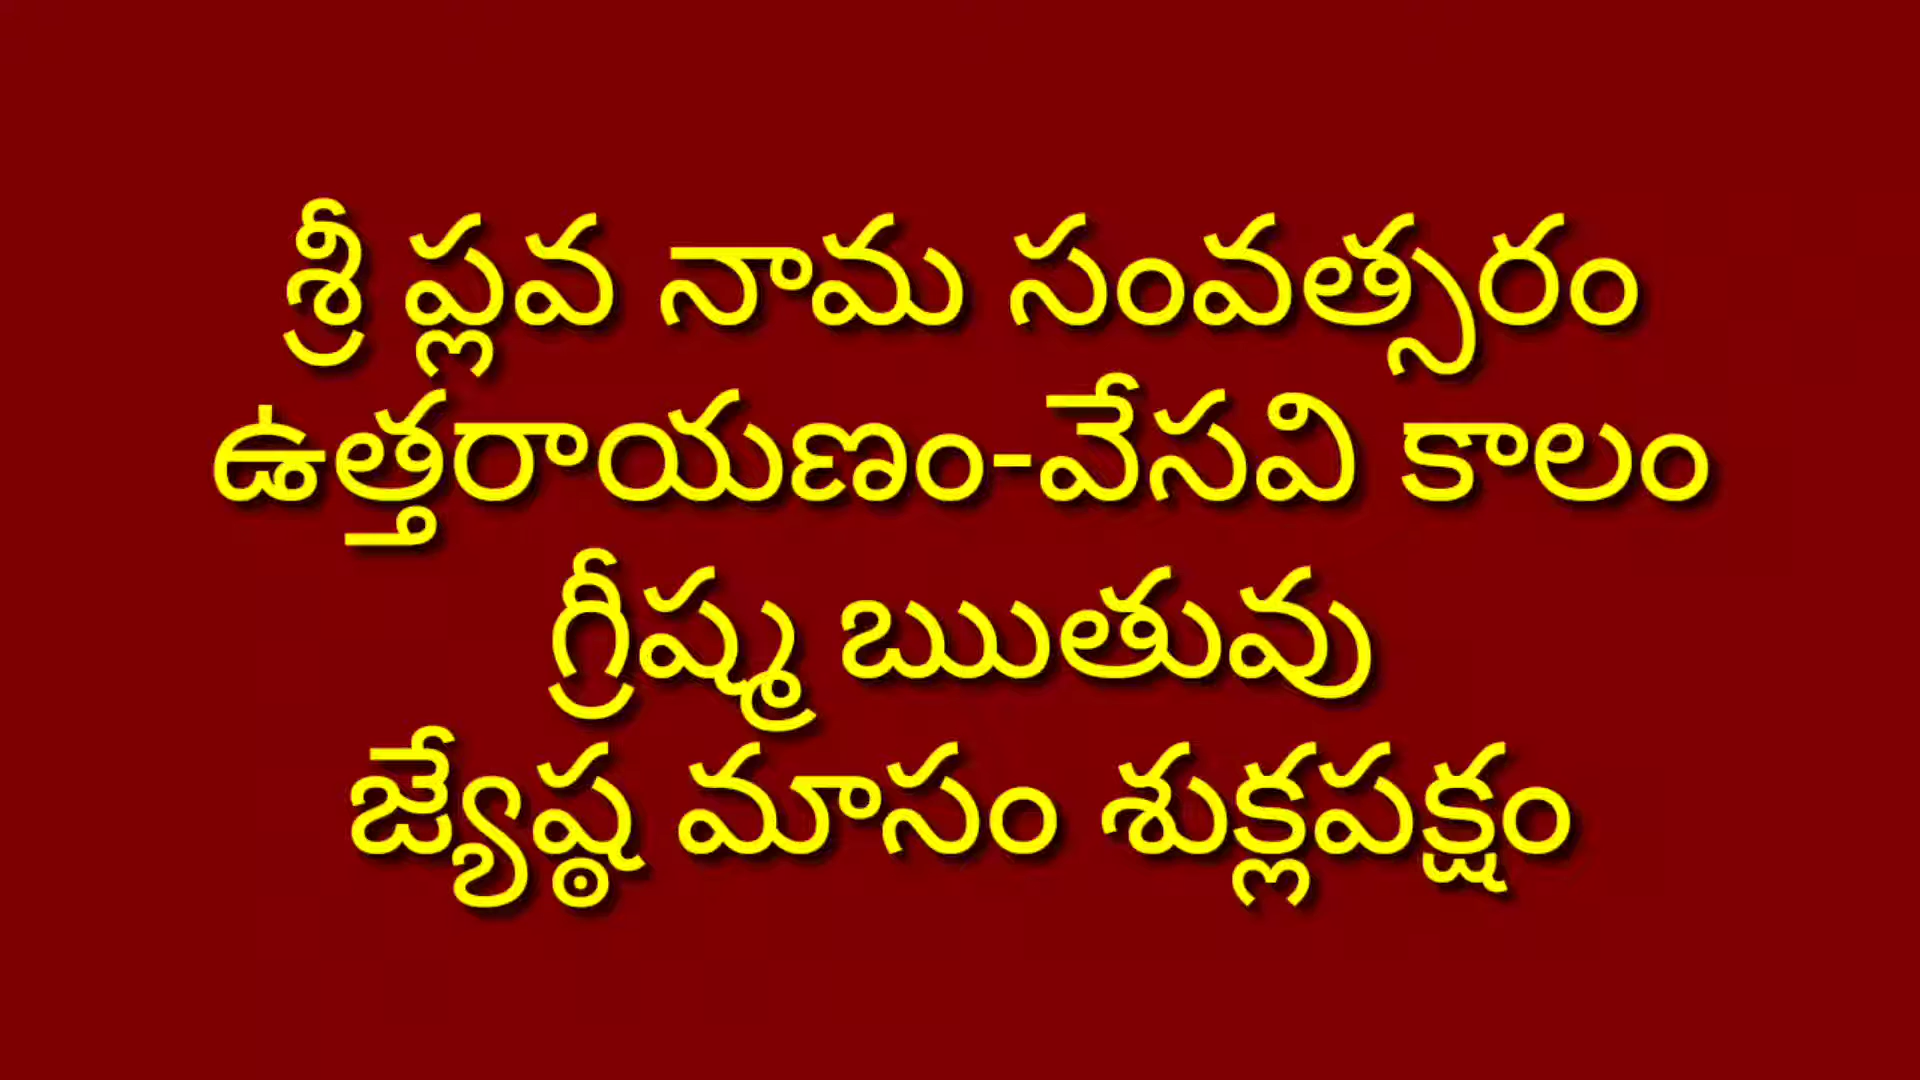 శ్రీ ప్లవ నామ సంవత్సరం
ఉత్తరాయణం-వేసవి కాలం
గ్రీష్మ ఋతువు
జ్యేష్ఠ మాసం శుక్లపక్షం